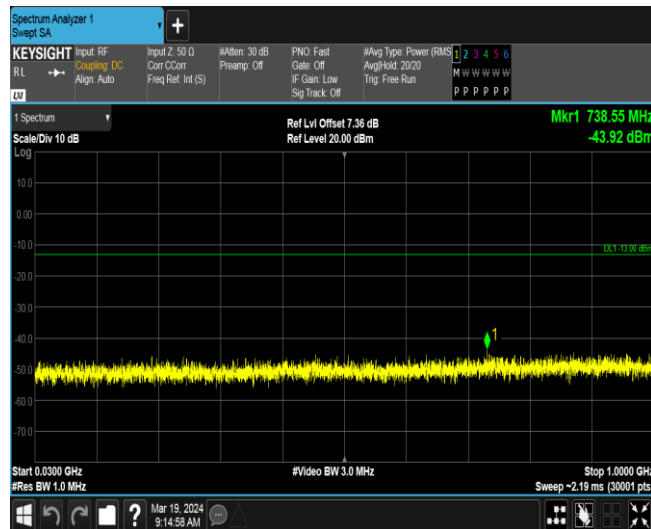 Spectrum Analyzer 1
Swept SA
+
KEYSIGHT
RL
LXI
Input: RF
Coupling: DC
Align: Auto
Input Z: 50 Ω
Corr CCorr
Freq Ref: Int (S)
#Atten: 30 dB
Preamp: Off
PNO: Fast
Gate: Off
IF Gain: Low
Sig Track: Off
#Avg Type: Power (RMS
Avg|Hold: 20/20
Trig: Free Run
1 2 3 4 5 6
M W W W W W
P P P P P P
1 Spectrum
Scale/Div 10 dB
Log
Ref Lvl Offset 7.36 dB
Ref Level 20.00 dBm
Mkr1 738.55 MHz
-43.92 dBm
10.0
0.00
-10.0
DL1 -13.00 dBm
-20.0
-30.0
-40.0
1
-50.0
-60.0
-70.0
Start 0.0300 GHz
#Video BW 3.0 MHz
Stop 1.0000 GHz
#Res BW 1.0 MHz
Sweep ~2.19 ms (30001 pts
?
Mar 19, 2024
9:14:58 AM